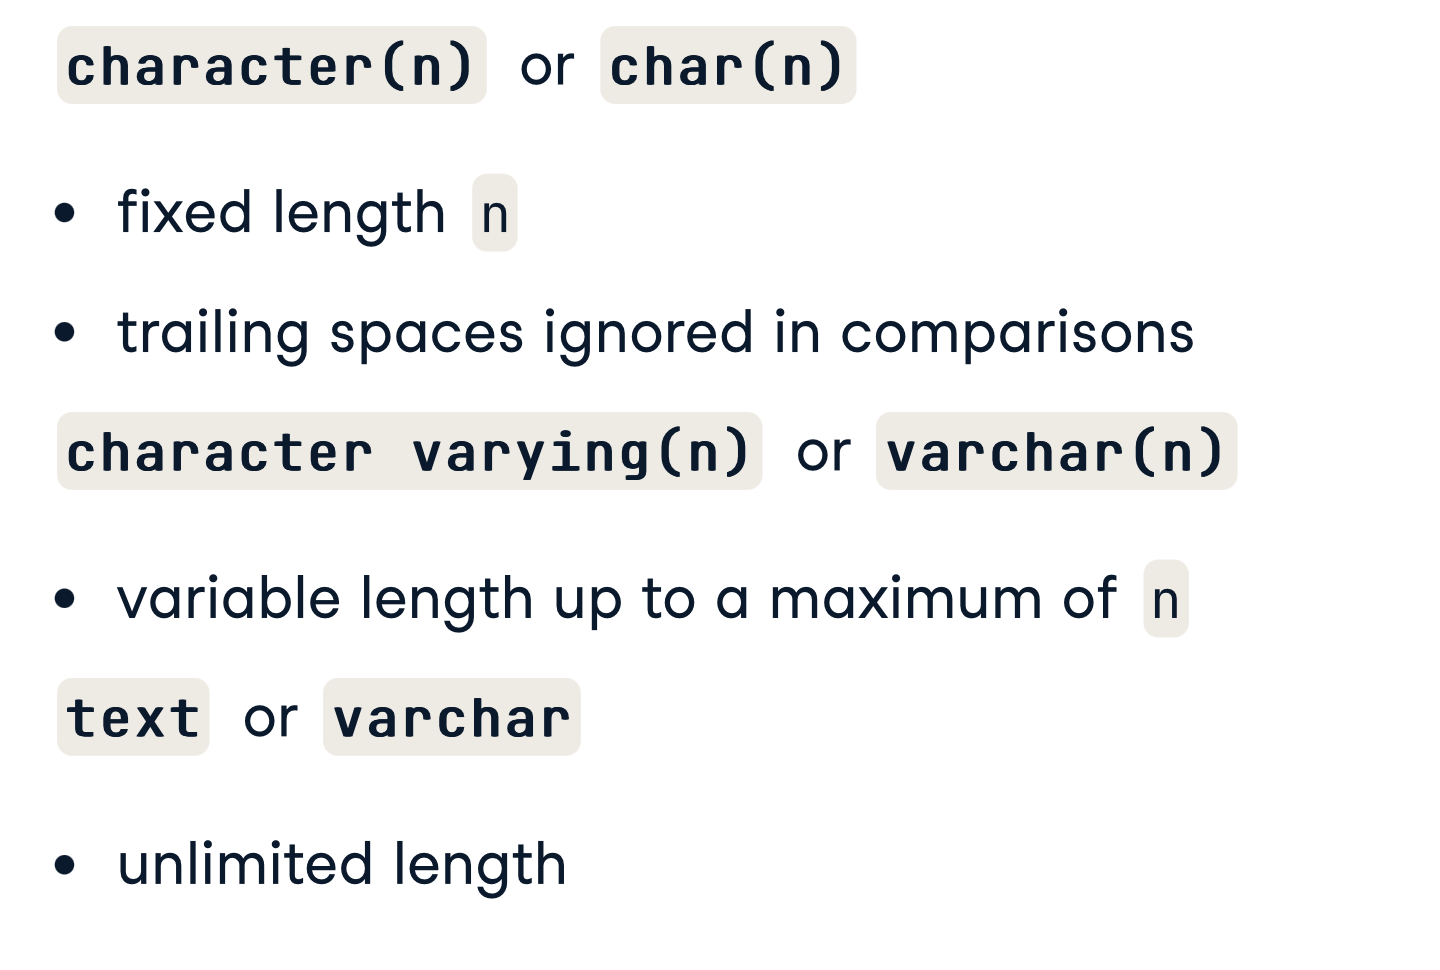 character(n) or char(n)
• fixed length n
• trailing spaces ignored in comparisons
character varying(n) or varchar(n)
• variable length up to a maximum of n
text or varchar
• unlimited length